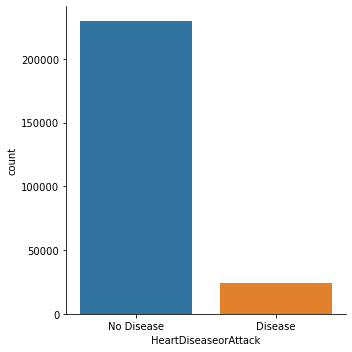 200000
150000
100000
50000
0
count
No Disease
Disease
HeartDiseaseorAttack